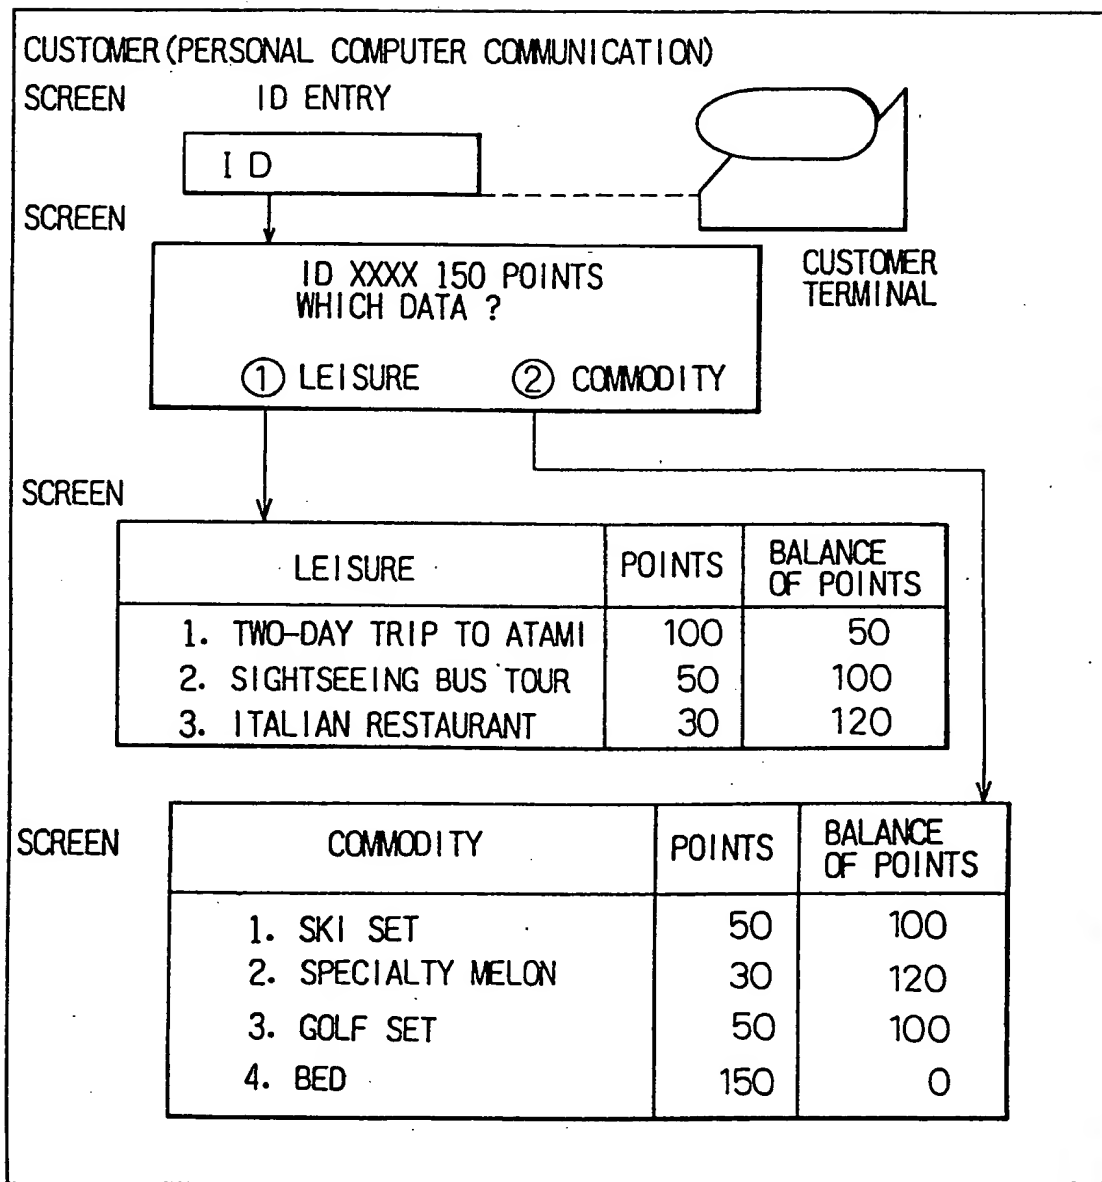 CUSTOMER(PERSONAL COMPUTER COMMUNICATION)
SCREEN ID ENTRY
ID
SCREEN
ID XXXX 150 POINTS
WHICH DATA ?
① LEISURE ② COMMODITY
CUSTOMER
TERMINAL
SCREEN
LEISURE POINTS BALANCE OF POINTS
1. TWO-DAY TRIP TO ATAMI 100 50
2. SIGHTSEEING BUS TOUR 50 100
3. ITALIAN RESTAURANT 30 120
SCREEN
COMMODITY POINTS BALANCE OF POINTS
1. SKI SET 50 100
2. SPECIALTY MELON 30 120
3. GOLF SET 50 100
4. BED 150 0